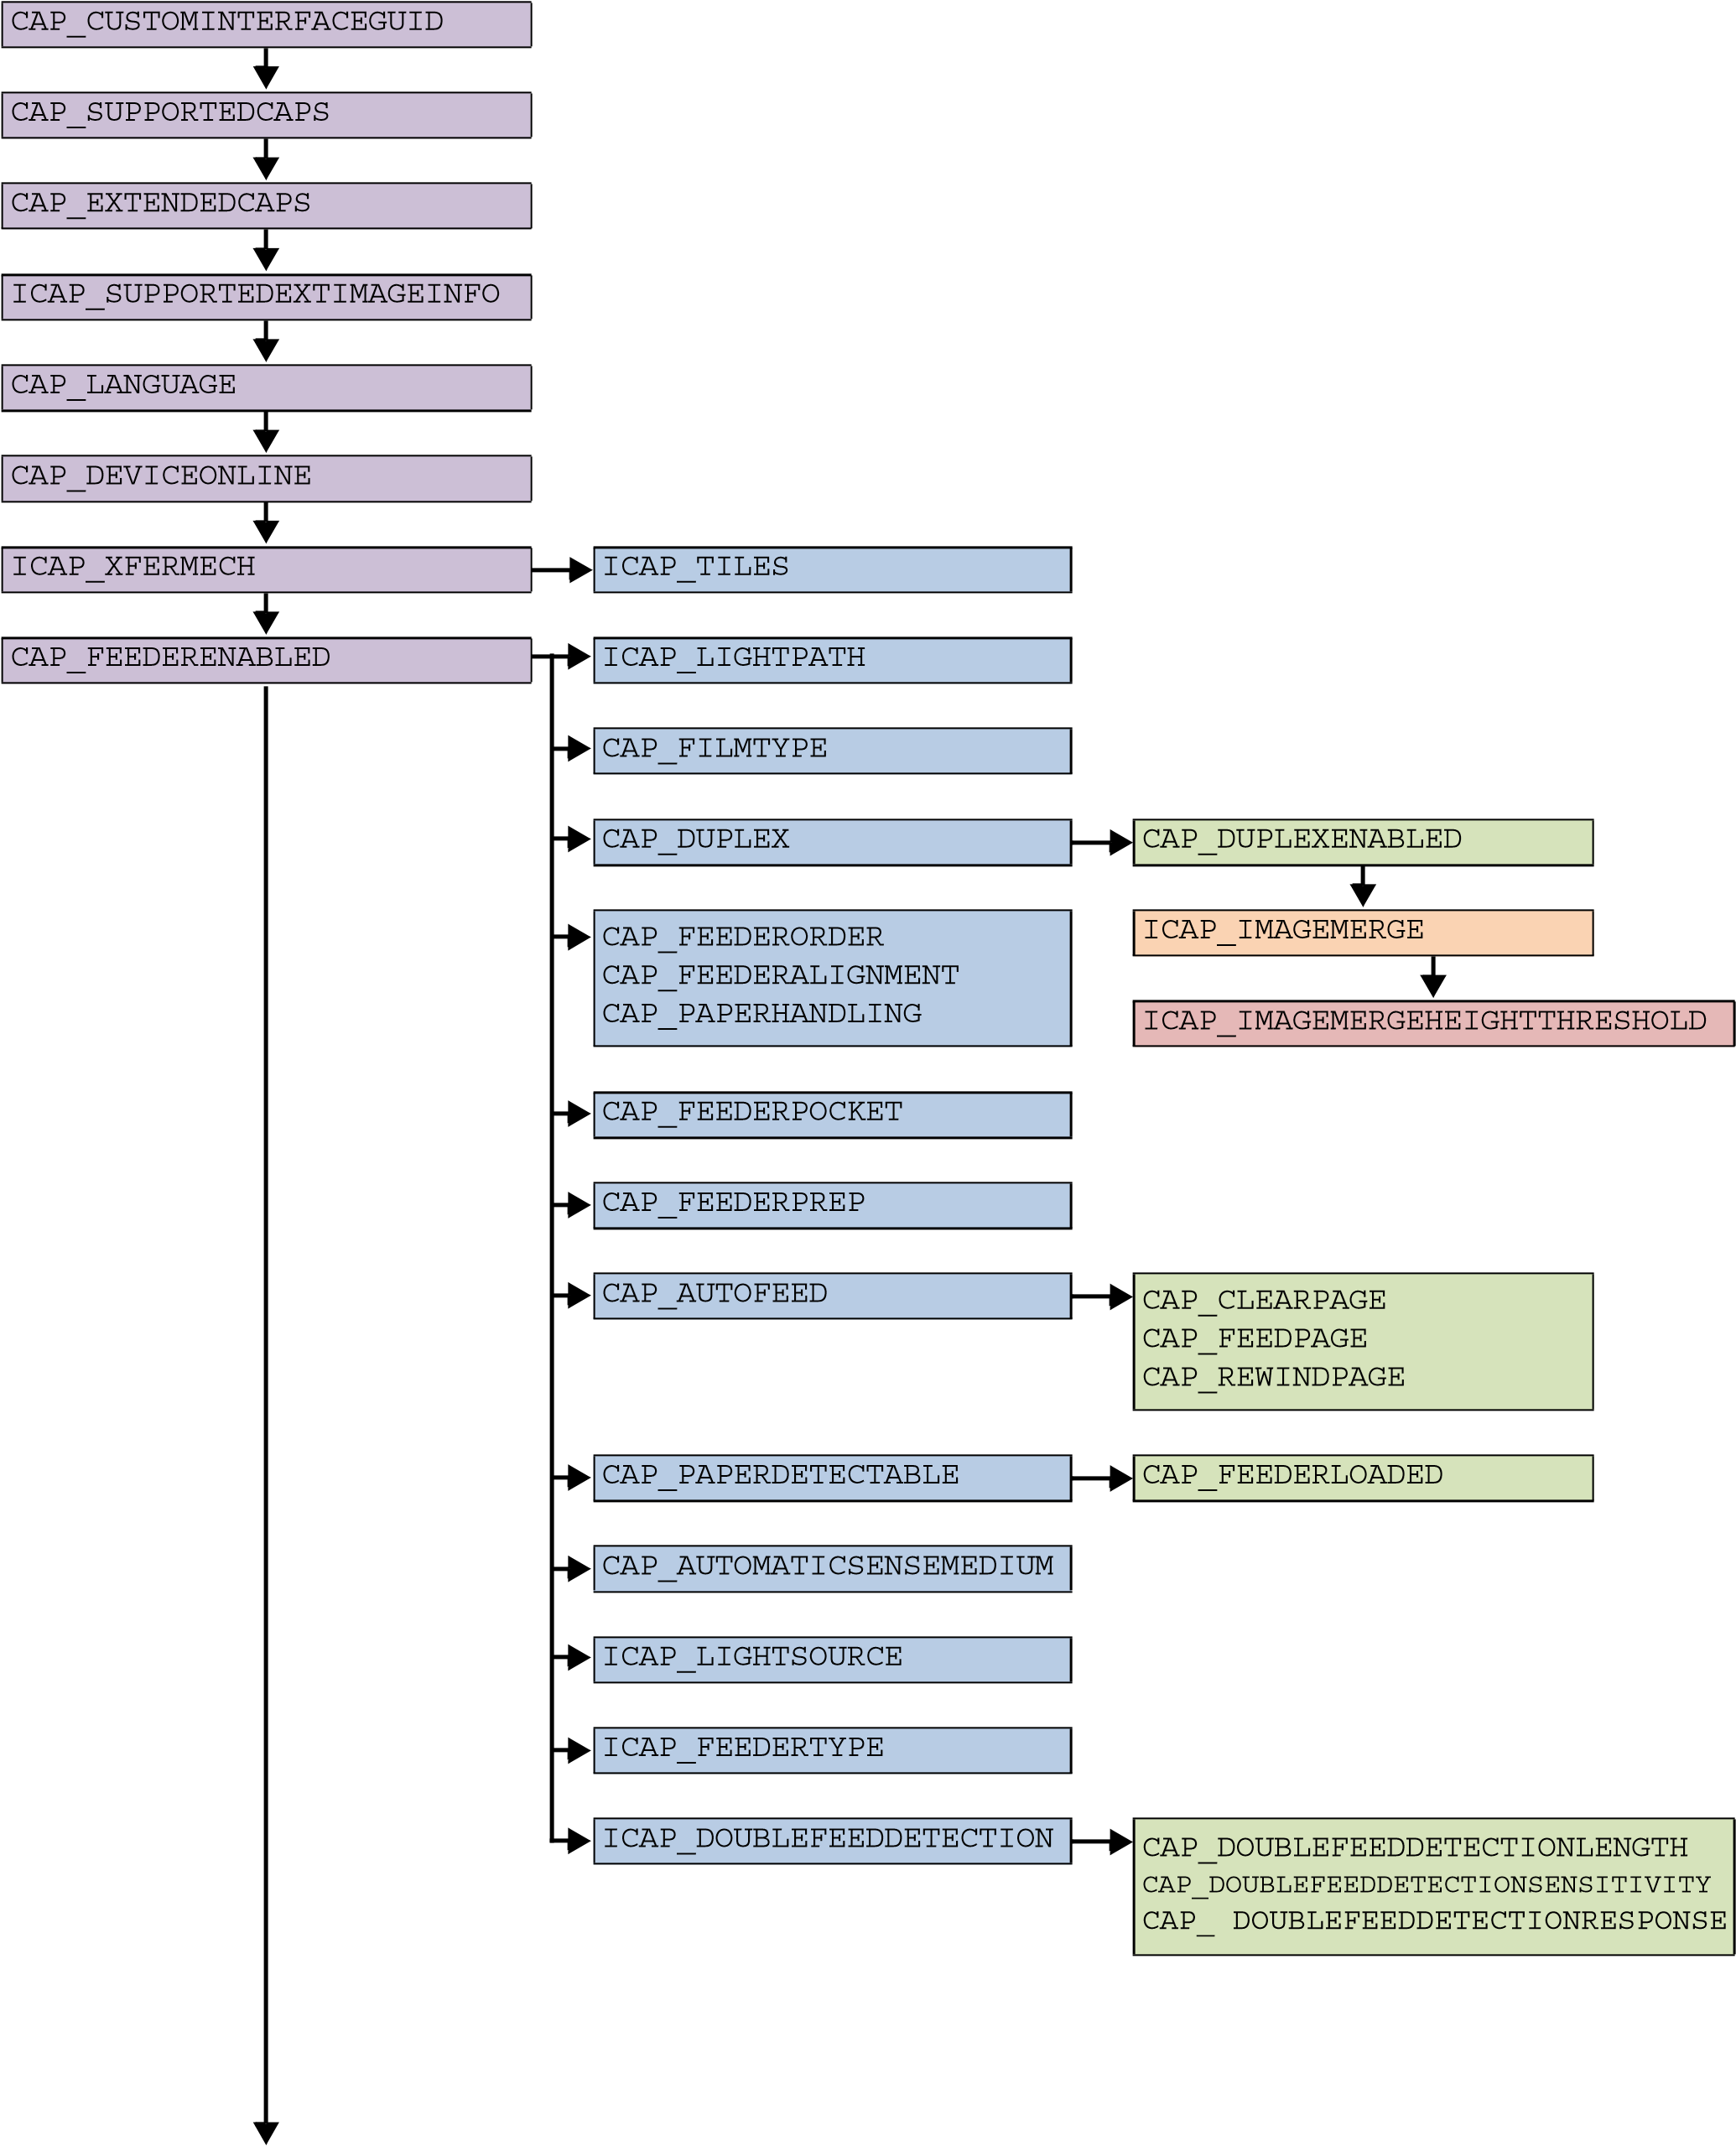 CAP_CUSTOMINTERFACEGUID
CAP_SUPPORTEDCAPS
CAP_EXTENDEDCAPS
ICAP_SUPPORTEDEXTIMAGEINFO
CAP_LANGUAGE
CAP_DEVICEONLINE
ICAP_XFERMECH
ICAP_TILES
CAP_FEEDERENABLED
ICAP_LIGHTPATH
CAP_FILMTYPE
CAP_DUPLEX
CAP_DUPLEXENABLED
ICAP_IMAGEMERGE
ICAP_IMAGEMERGEHEIGHTTHRESHOLD
CAP_FEEDERORDER
CAP_FEEDERALIGNMENT
CAP_PAPERHANDLING
CAP_FEEDERPOCKET
CAP_FEEDERPREP
CAP_AUTOFEED
CAP_CLEARPAGE
CAP_FEEDPAGE
CAP_REWINDPAGE
CAP_PAPERDETECTABLE
CAP_FEEDERLOADED
CAP_AUTOMATICSENSEMEDIUM
ICAP_LIGHTSOURCE
ICAP_FEEDERTYPE
ICAP_DOUBLEFEEDDETECTION
CAP_DOUBLEFEEDDETECTIONLENGTH
CAP_DOUBLEFEEDDETECTIONSENSITIVITY
CAP_ DOUBLEFEEDDETECTIONRESPONSE